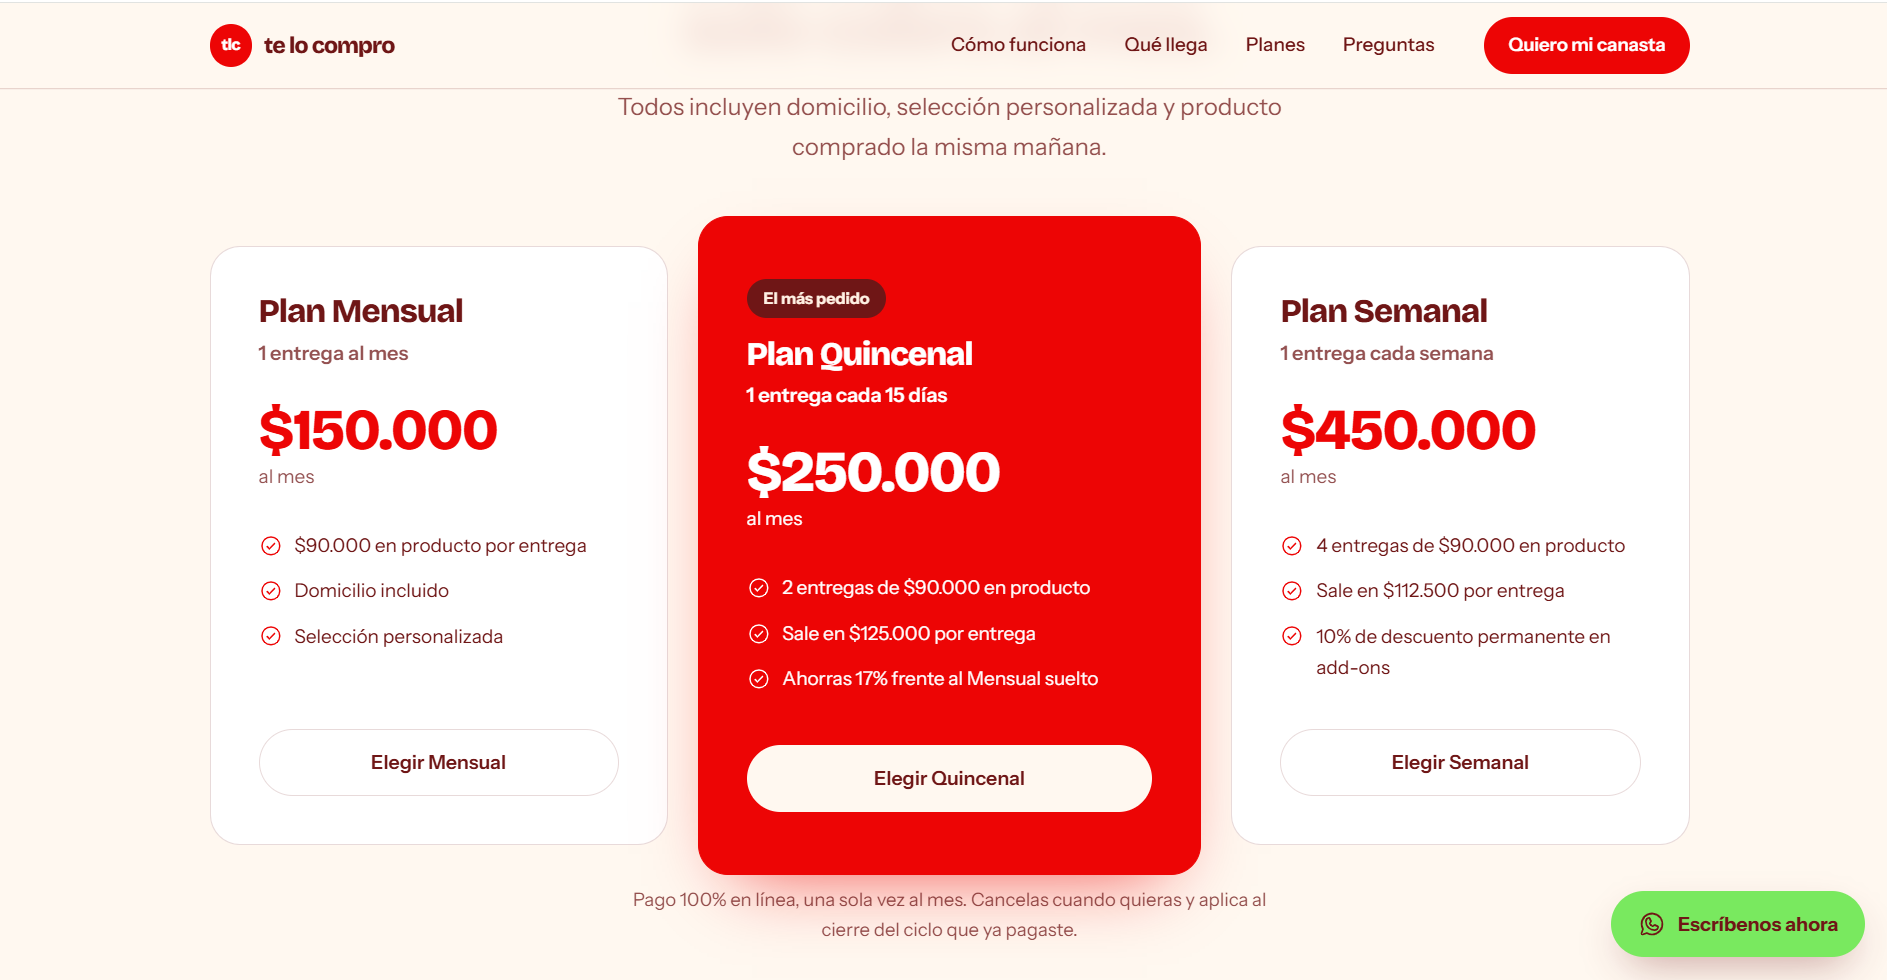 tlc te lo compro
Cómo funciona
Qué llega
Planes
Preguntas
Quiero mi canasta
Todos incluyen domicilio, selección personalizada y producto
comprado la misma mañana.
Plan Mensual
1 entrega al mes
$150.000
al mes
$90.000 en producto por entrega
Domicilio incluido
Selección personalizada
Elegir Mensual
El más pedido
Plan Quincenal
1 entrega cada 15 días
$250.000
al mes
2 entregas de $90.000 en producto
Sale en $125.000 por entrega
Ahorras 17% frente al Mensual suelto
Elegir Quincenal
Plan Semanal
1 entrega cada semana
$450.000
al mes
4 entregas de $90.000 en producto
Sale en $112.500 por entrega
10% de descuento permanente en
add-ons
Elegir Semanal
Pago 100% en línea, una sola vez al mes. Cancelas cuando quieras y aplica al
cierre del ciclo que ya pagaste.
Escríbenos ahora